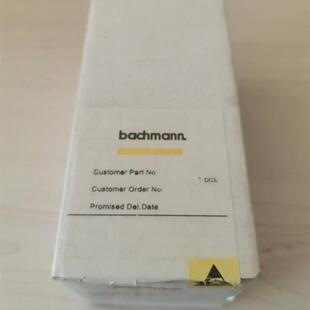 bachmann.
Customer Part No
1 pcs
Customer Order No
Promised Del.Date